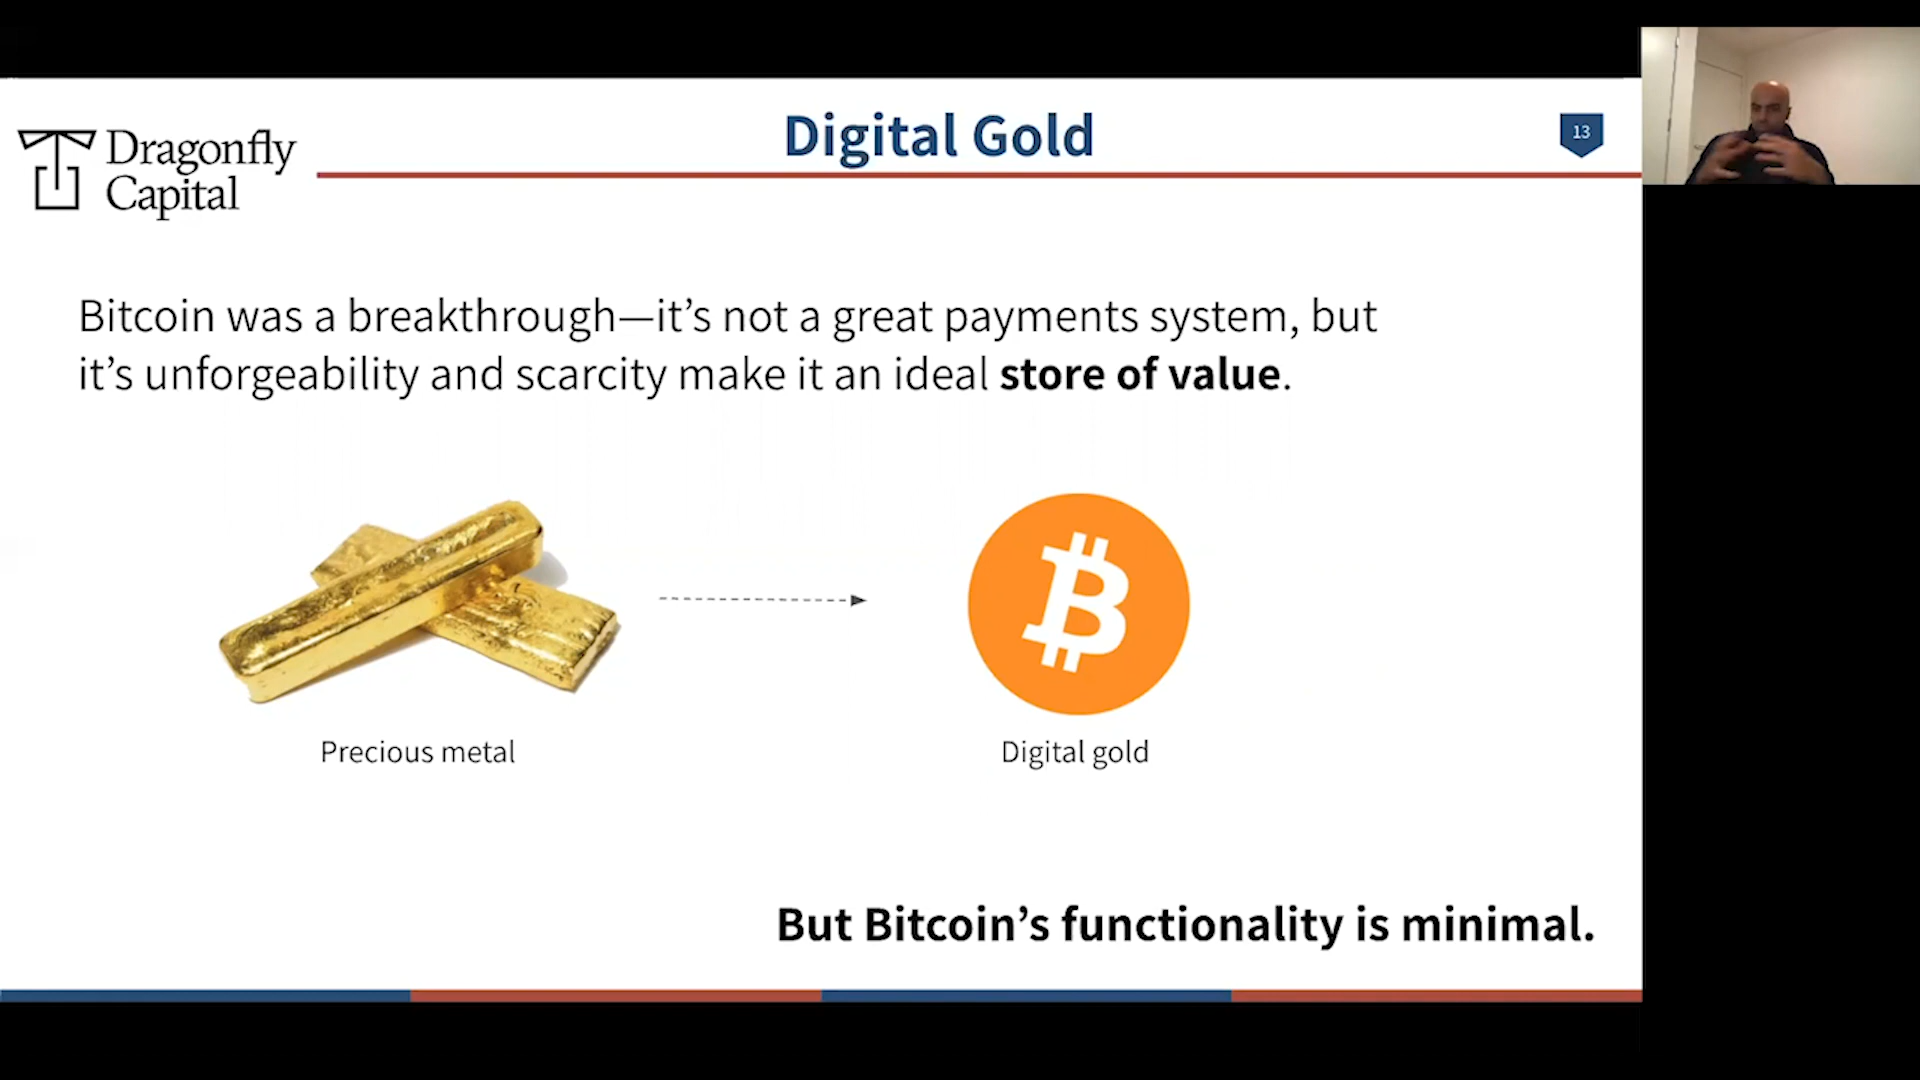 Dragonfly
Capital
Digital Gold
13
Bitcoin was a breakthrough—it’s not a great payments system, but
it’s unforgeability and scarcity make it an ideal store of value.
Precious metal
Digital gold
But Bitcoin’s functionality is minimal.